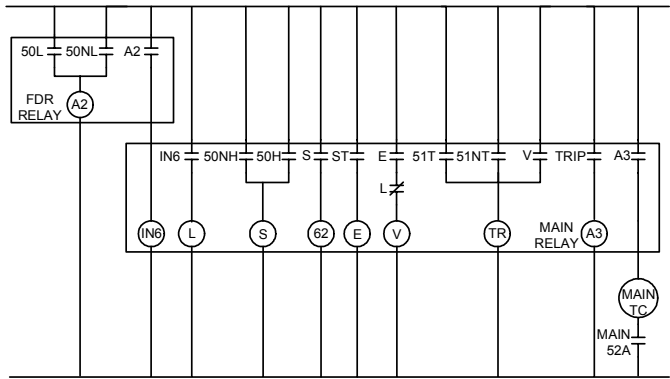 50L 50NL A2
FDR
RELAY
A2
IN6 50NH 50H S ST E 51T 51NT V TRIP A3
L
IN6 L S 62 E V TR MAIN
RELAY A3
MAIN
TC
MAIN
52A